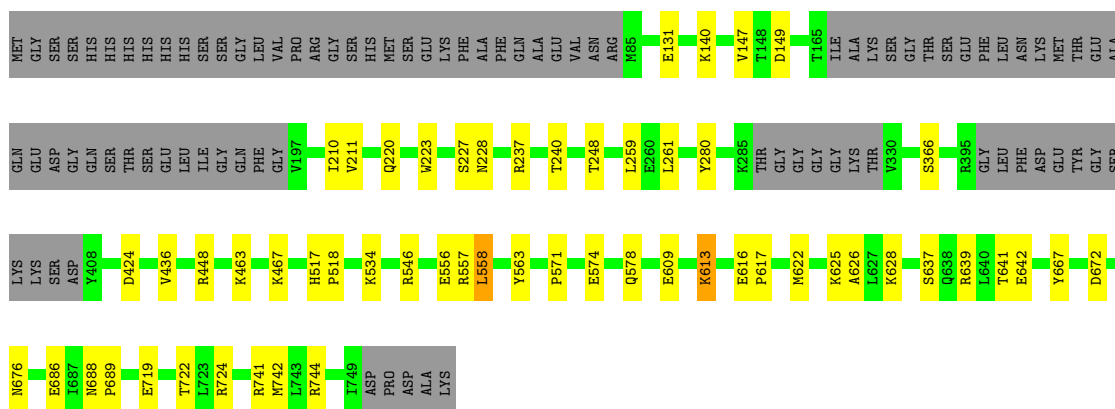 MET GLY SER SER HIS HIS HIS HIS HIS HIS SER SER GLY LEU VAL PRO ARG GLY SER HIS MET SER GLU LYS PHE ALA PHE GLN ALA GLU VAL ASN ARG M85 E131 K140 V147 T148 D149 T165 ILE ALA LYS SER GLY THR SER GLU PHE LEU ASN LYS MET THR GLU ALA
GLN GLU ASP GLY GLN SER THR SER GLU LEU ILE GLY GLN PHE GLY V197 I210 V211 Q220 W223 S227 N228 R237 T240 T248 L259 E260 L261 Y280 K285 THR GLY GLY GLY LYS THR V330 S366 R395 GLY LEU PHE ASP GLU TYR GLY SER
LYS LYS SER ASP Y408 D424 V436 R448 K463 K467 H517 P518 K534 R546 E556 R557 L558 Y563 P571 E574 Q578 E609 K613 E616 P617 M622 K625 A626 L627 K628 S637 Q638 R639 L640 T641 E642 Y667 D672
N676 E686 I687 N688 P689 E719 T722 L723 R724 R741 M742 L743 R744 I749 ASP PRO ASP ALA LYS